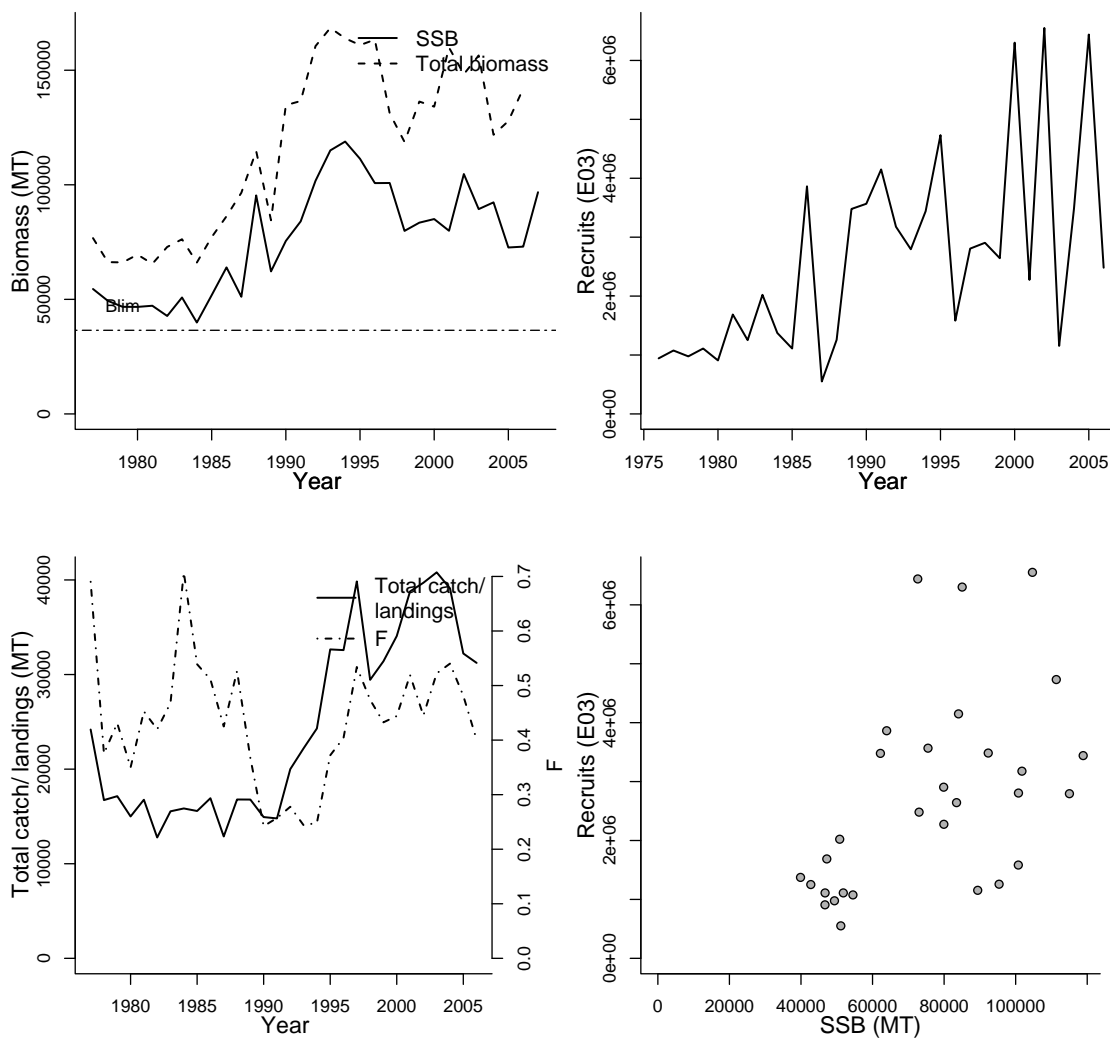 SSB
Total biomass
Blim
Biomass (MT)
0
50000
100000
150000
1980
1985
1990
1995
2000
2005
Year
Recruits (E03)
0e+00
2e+06
4e+06
6e+06
1975
1980
1985
1990
1995
2000
2005
Year
Total catch/
landings
F
Total catch/ landings (MT)
0
10000
20000
30000
40000
F
0.0
0.1
0.2
0.3
0.4
0.5
0.6
0.7
1980
1985
1990
1995
2000
2005
Year
Recruits (E03)
0e+00
2e+06
4e+06
6e+06
0
20000
40000
60000
80000
100000
SSB (MT)